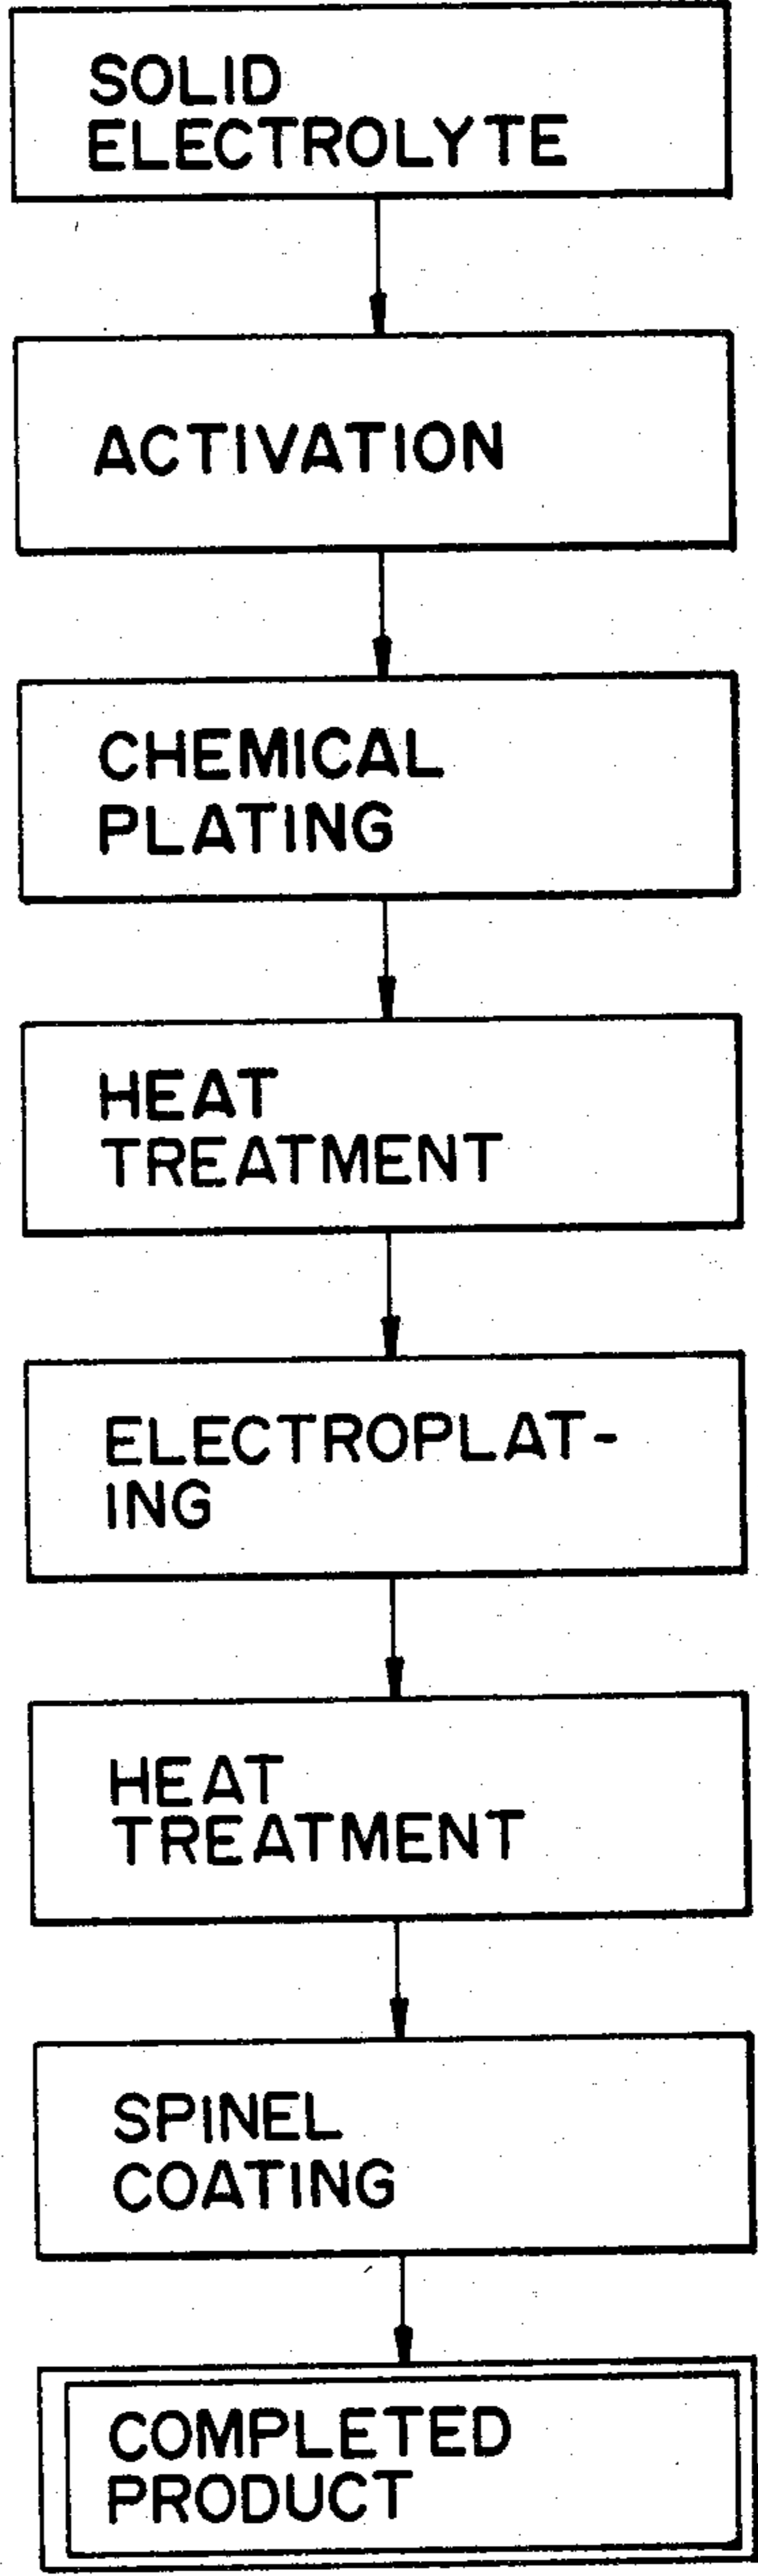 SOLID
ELECTROLYTE
ACTIVATION
CHEMICAL
PLATING
HEAT
TREATMENT
ELECTROPLAT-
ING
HEAT
TREATMENT
SPINEL
COATING
COMPLETED
PRODUCT